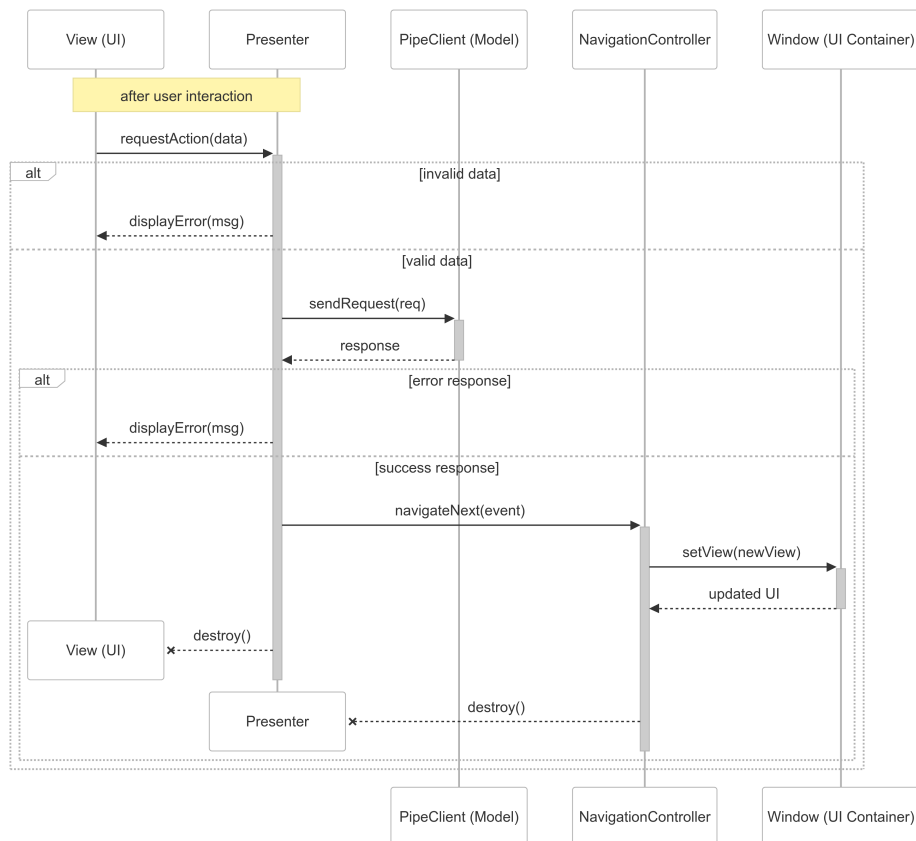 View (UI)
Presenter
PipeClient (Model)
NavigationController
Window (UI Container)
after user interaction
requestAction(data)
alt
[invalid data]
displayError(msg)
[valid data]
sendRequest(req)
response
alt
[error response]
displayError(msg)
[success response]
navigateNext(event)
setView(newView)
updated UI
destroy()
View (UI)
destroy()
Presenter
PipeClient (Model)
NavigationController
Window (UI Container)